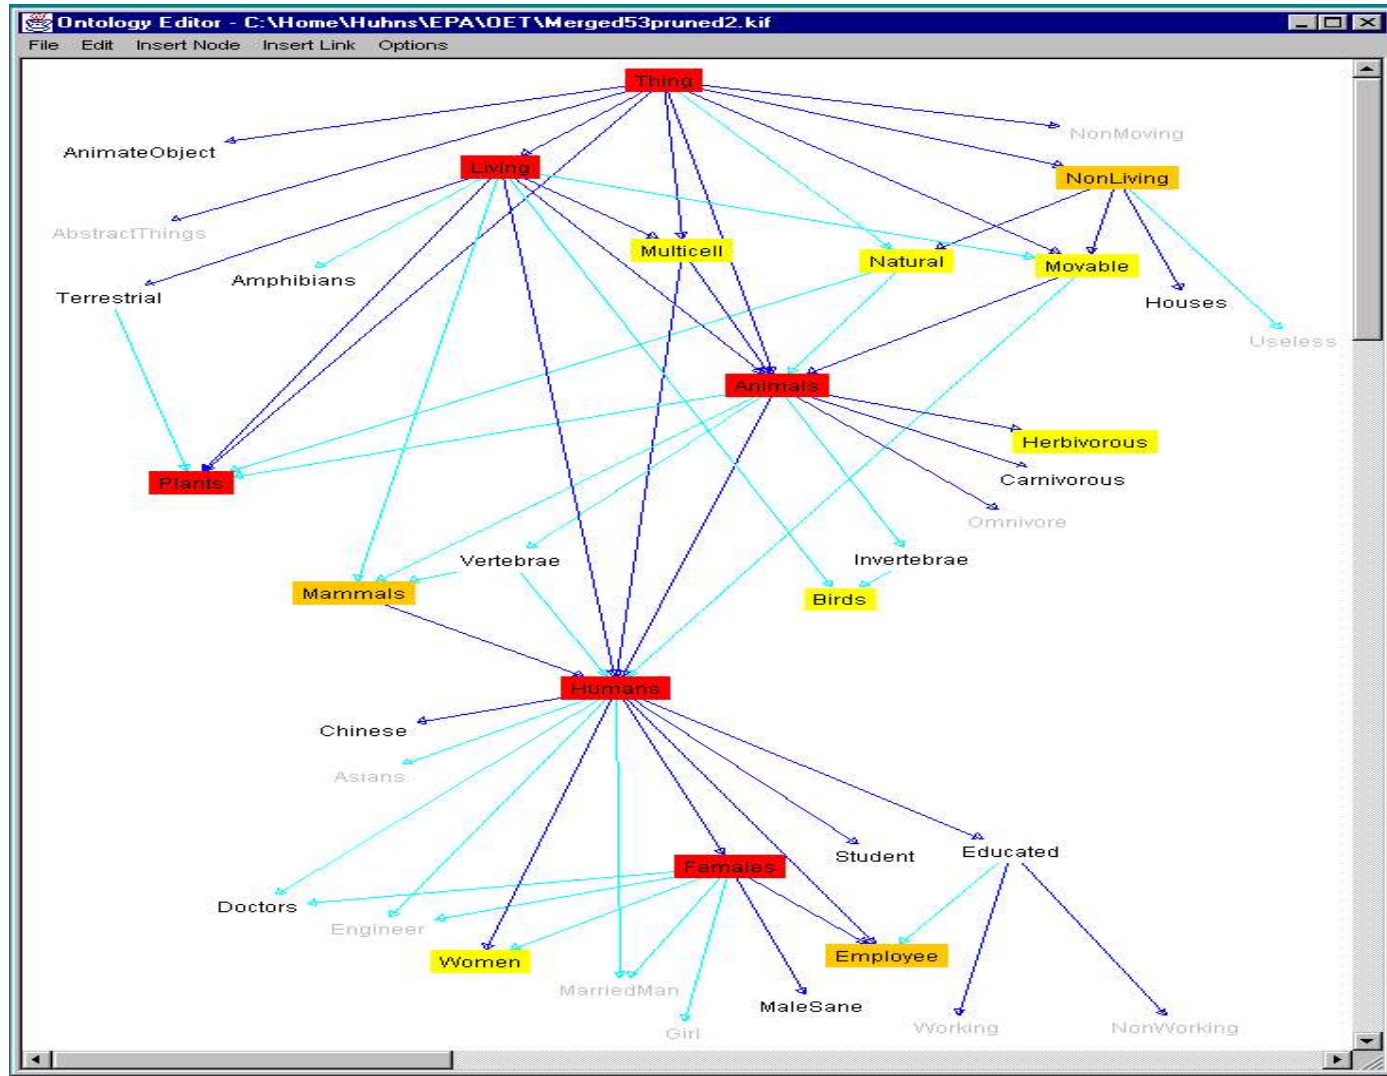 Ontology Editor - C:\Home\Huhns\EPA\OET\Merged53pruned2.kif
File Edit Insert Node Insert Link Options
Thing
NonMoving
AnimateObject
Living
NonLiving
AbstractThings
Multicell
Natural
Movable
Amphibians
Terrestrial
Houses
Useless
Animals
Herbivorous
Carnivorous
Plants
Omnivore
Vertebrae
Invertebrae
Mammals
Birds
Humans
Chinese
Asians
Student
Educated
Females
Doctors
Engineer
Women
Employee
MarriedMan
MaleSane
Girl
Working
NonWorking